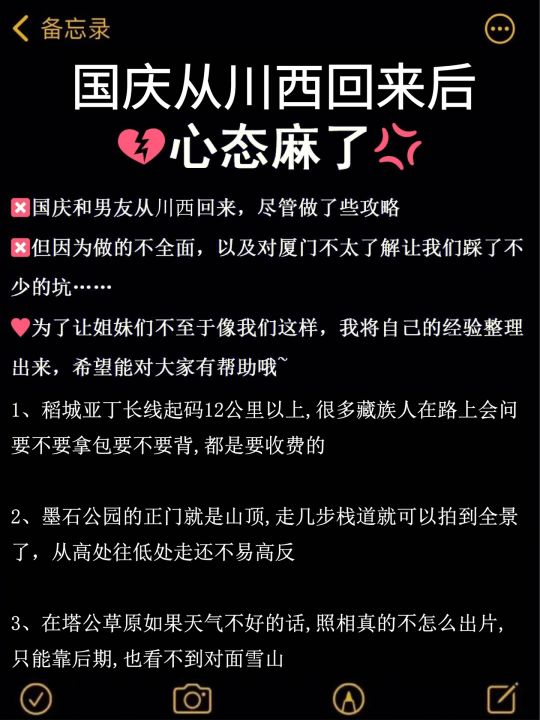 备忘录
国庆从川西回来后
💔心态麻了💢
❎国庆和男友从川西回来，尽管做了些攻略
❎但因为做的不全面，以及对厦门不太了解让我们踩了不
少的坑……
♥为了让姐妹们不至于像我们这样，我将自己的经验整理
出来，希望能对大家有帮助哦~
1、稻城亚丁长线起码12公里以上,很多藏族人在路上会问
要不要拿包要不要背,都是要收费的
2、墨石公园的正门就是山顶,走几步栈道就可以拍到全景
了，从高处往低处走还不易高反
3、在塔公草原如果天气不好的话,照相真的不怎么出片,
只能靠后期,也看不到对面雪山